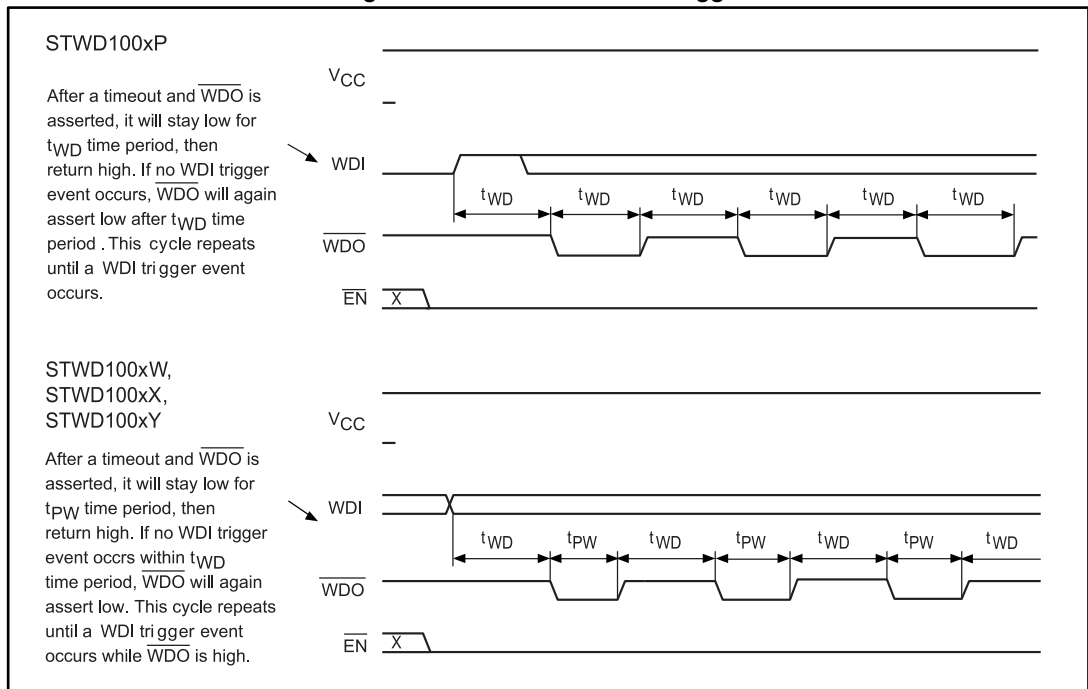 STWD100xP
After a timeout and WDO is
asserted, it will stay low for
tWD time period, then
return high. If no WDI trigger
event occurs, WDO will again
assert low after tWD time
period . This cycle repeats
until a WDI trigger event
occurs.
VCC
WDI
tWD tWD tWD tWD tWD tWD
WDO
EN X
STWD100xW,
STWD100xX,
STWD100xY
After a timeout and WDO is
asserted, it will stay low for
tPW time period, then
return high. If no WDI trigger
event occrs within tWD
time period, WDO will again
assert low. This cycle repeats
until a WDI trigger event
occurs while WDO is high.
VCC
WDI
tWD tPW tWD tPW tWD tPW tWD
WDO
EN X